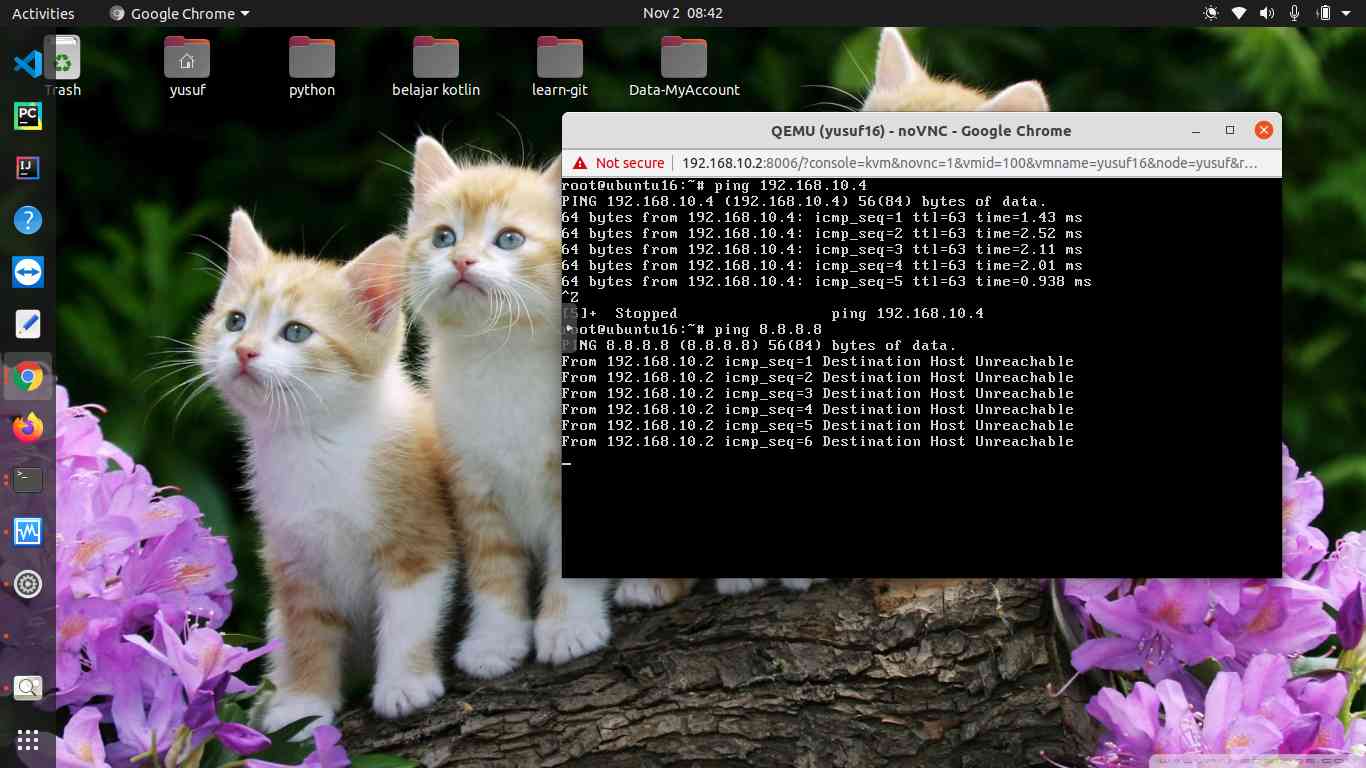 Activities
Google Chrome
Nov 2 08:42
Trash
yusuf
python
belajar kotlin
learn-git
Data-MyAccount
PC
IJ
?
>_
QEMU (yusuf16) - noVNC - Google Chrome
Not secure
192.168.10.2:8006/?console=kvm&novnc=1&vmid=100&vmname=yusuf16&node=yusuf&r…
root@ubuntu16:~# ping 192.168.10.4
PING 192.168.10.4 (192.168.10.4) 56(84) bytes of data.
64 bytes from 192.168.10.4: icmp_seq=1 ttl=63 time=1.43 ms
64 bytes from 192.168.10.4: icmp_seq=2 ttl=63 time=2.52 ms
64 bytes from 192.168.10.4: icmp_seq=3 ttl=63 time=2.11 ms
64 bytes from 192.168.10.4: icmp_seq=4 ttl=63 time=2.01 ms
64 bytes from 192.168.10.4: icmp_seq=5 ttl=63 time=0.938 ms
^Z
[5]+  Stopped                 ping 192.168.10.4
root@ubuntu16:~# ping 8.8.8.8
PING 8.8.8.8 (8.8.8.8) 56(84) bytes of data.
From 192.168.10.2 icmp_seq=1 Destination Host Unreachable
From 192.168.10.2 icmp_seq=2 Destination Host Unreachable
From 192.168.10.2 icmp_seq=3 Destination Host Unreachable
From 192.168.10.2 icmp_seq=4 Destination Host Unreachable
From 192.168.10.2 icmp_seq=5 Destination Host Unreachable
From 192.168.10.2 icmp_seq=6 Destination Host Unreachable